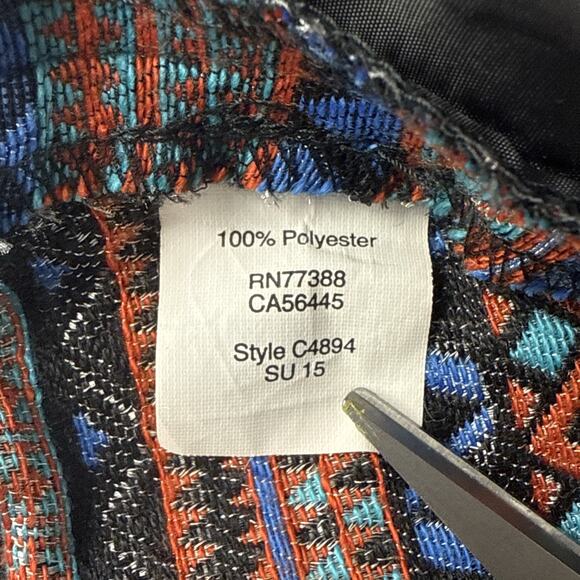 100% Polyester
RN77388
CA56445
Style C4894
SU 15